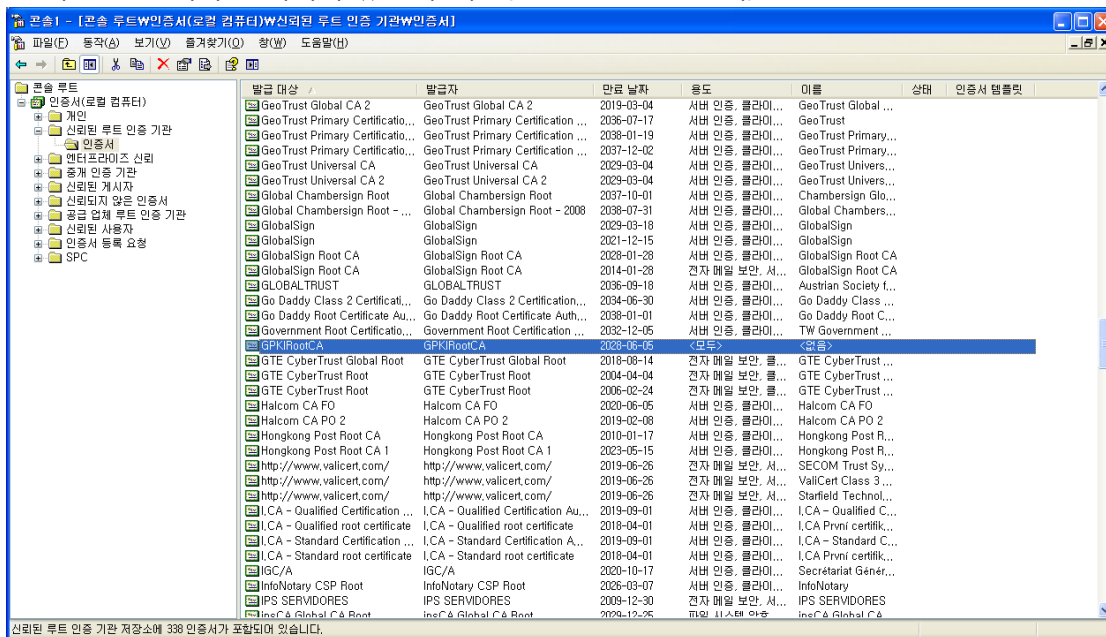 콘솔1 - [콘솔 루트₩인증서(로컬 컴퓨터)₩신뢰된 루트 인증 기관₩인증서]
파일(F) 동작(A) 보기(V) 즐겨찾기(O) 창(W) 도움말(H)
콘솔 루트
인증서(로컬 컴퓨터)
개인
신뢰된 루트 인증 기관
인증서
엔터프라이즈 신뢰
중개 인증 기관
신뢰된 게시자
신뢰되지 않은 인증서
공급 업체 루트 인증 기관
신뢰된 사용자
인증서 등록 요청
SPC
발급 대상 발급자 만료 날짜 용도 이름 상태 인증서 템플릿
GeoTrust Global CA 2 GeoTrust Global CA 2 2019-03-04 서버 인증, 클라이... GeoTrust Global ...
GeoTrust Primary Certificatio... GeoTrust Primary Certification ... 2036-07-17 서버 인증, 클라이... GeoTrust
GeoTrust Primary Certificatio... GeoTrust Primary Certification ... 2038-01-19 서버 인증, 클라이... GeoTrust Primary...
GeoTrust Primary Certificatio... GeoTrust Primary Certification ... 2037-12-02 서버 인증, 클라이... GeoTrust Primary...
GeoTrust Universal CA GeoTrust Universal CA 2029-03-04 서버 인증, 클라이... GeoTrust Univers...
GeoTrust Universal CA 2 GeoTrust Universal CA 2 2029-03-04 서버 인증, 클라이... GeoTrust Univers...
Global Chambersign Root Global Chambersign Root 2037-10-01 서버 인증, 클라이... Chambersign Glo...
Global Chambersign Root - ... Global Chambersign Root - 2008 2038-07-31 서버 인증, 클라이... Global Chambers...
GlobalSign GlobalSign 2029-03-18 서버 인증, 클라이... GlobalSign
GlobalSign GlobalSign 2021-12-15 서버 인증, 클라이... GlobalSign
GlobalSign Root CA GlobalSign Root CA 2028-01-28 서버 인증, 클라이... GlobalSign Root CA
GlobalSign Root CA GlobalSign Root CA 2014-01-28 전자 메일 보안, 서... GlobalSign Root CA
GLOBALTRUST GLOBALTRUST 2036-09-18 서버 인증, 클라이... Austrian Society f...
Go Daddy Class 2 Certificati... Go Daddy Class 2 Certification... 2034-06-30 서버 인증, 클라이... Go Daddy Class ...
Go Daddy Root Certificate Au... Go Daddy Root Certificate Auth... 2038-01-01 서버 인증, 클라이... Go Daddy Root C...
Government Root Certificatio... Government Root Certification ... 2032-12-05 서버 인증, 클라이... TW Government ...
GPKIRootCA GPKIRootCA 2028-06-05 <모두> <없음>
GTE CyberTrust Global Root GTE CyberTrust Global Root 2018-08-14 전자 메일 보안, 클... GTE CyberTrust ...
GTE CyberTrust Root GTE CyberTrust Root 2004-04-04 전자 메일 보안, 클... GTE CyberTrust ...
GTE CyberTrust Root GTE CyberTrust Root 2006-02-24 전자 메일 보안, 클... GTE CyberTrust ...
Halcom CA FO Halcom CA FO 2020-06-05 서버 인증, 클라이... Halcom CA FO
Halcom CA PO 2 Halcom CA PO 2 2019-02-08 서버 인증, 클라이... Halcom CA PO 2
Hongkong Post Root CA Hongkong Post Root CA 2010-01-17 서버 인증, 클라이... Hongkong Post R...
Hongkong Post Root CA 1 Hongkong Post Root CA 1 2023-05-15 서버 인증, 클라이... Hongkong Post R...
http://www.valicert.com/ http://www.valicert.com/ 2019-06-26 전자 메일 보안, 서... SECOM Trust Sy...
http://www.valicert.com/ http://www.valicert.com/ 2019-06-26 전자 메일 보안, 서... ValiCert Class 3 ...
http://www.valicert.com/ http://www.valicert.com/ 2019-06-26 전자 메일 보안, 서... Starfield Technol...
I.CA - Qualified Certification ... I.CA - Qualified Certification Au... 2019-09-01 서버 인증, 클라이... I.CA - Qualified C...
I.CA - Qualified root certificate I.CA - Qualified root certificate 2018-04-01 서버 인증, 클라이... I.CA První certifik...
I.CA - Standard Certification ... I.CA - Standard Certification A... 2019-09-01 서버 인증, 클라이... I.CA - Standard C...
I.CA - Standard root certificate I.CA - Standard root certificate 2018-04-01 서버 인증, 클라이... I.CA První certifik...
IGC/A IGC/A 2020-10-17 서버 인증, 클라이... Secrétariat Génér...
InfoNotary CSP Root InfoNotary CSP Root 2026-03-07 서버 인증, 클라이... InfoNotary
IPS SERVIDORES IPS SERVIDORES 2009-12-30 전자 메일 보안, 서... IPS SERVIDORES
ipsCA Global CA Root ipsCA Global CA Root 2029-12-25 파일 시스템 암호... ipsCA Global CA
신뢰된 루트 인증 기관 저장소에 338 인증서가 포함되어 있습니다.